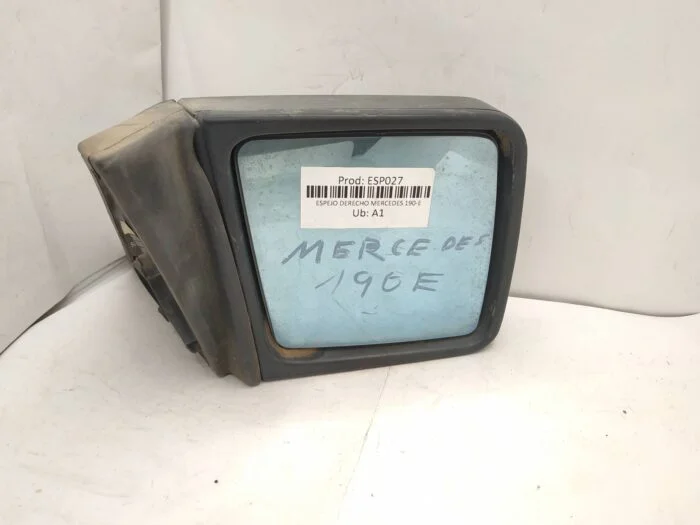 Prod: ESP027
ESPEJO DERECHO MERCEDES 190-E
Ub: A1
MERCEDES
190E